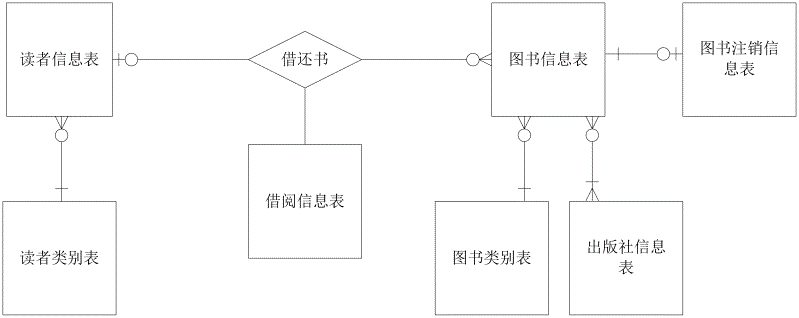 读者信息表
借还书
图书信息表
图书注销信
息表
借阅信息表
读者类别表
图书类别表
出版社信息
表